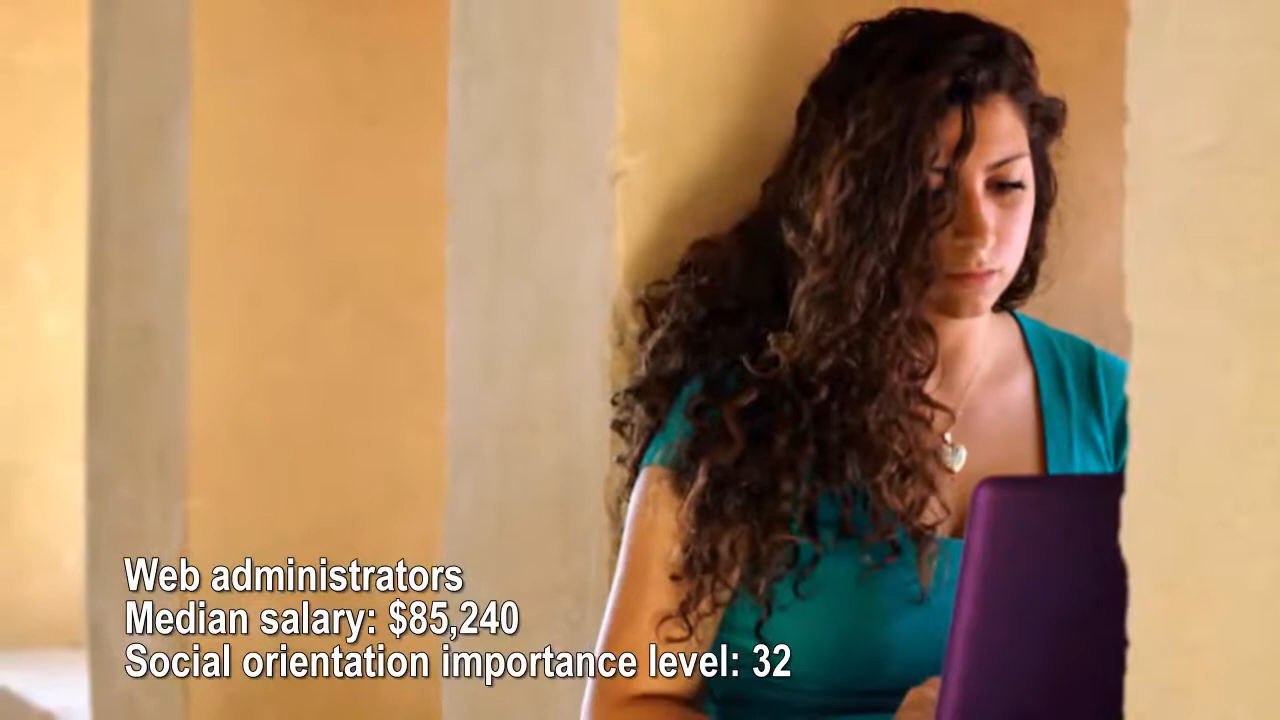 Web administrators
Median salary: $85,240
Social orientation importance level: 32